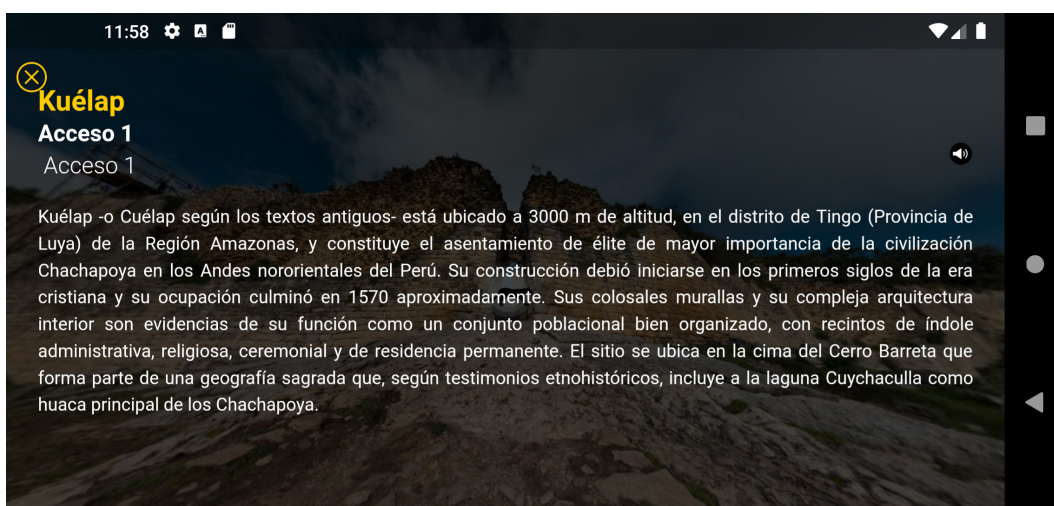 11:58
Kuélap
Acceso 1
Acceso 1
Kuélap -o Cuélap según los textos antiguos- está ubicado a 3000 m de altitud, en el distrito de Tingo (Provincia de
Luya) de la Región Amazonas, y constituye el asentamiento de élite de mayor importancia de la civilización
Chachapoya en los Andes nororientales del Perú. Su construcción debió iniciarse en los primeros siglos de la era
cristiana y su ocupación culminó en 1570 aproximadamente. Sus colosales murallas y su compleja arquitectura
interior son evidencias de su función como un conjunto poblacional bien organizado, con recintos de índole
administrativa, religiosa, ceremonial y de residencia permanente. El sitio se ubica en la cima del Cerro Barreta que
forma parte de una geografía sagrada que, según testimonios etnohistóricos, incluye a la laguna Cuychaculla como
huaca principal de los Chachapoya.